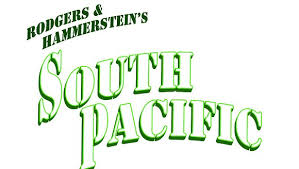 RODGERS &
HAMMERSTEIN'S
SOUTH
PACIFIC